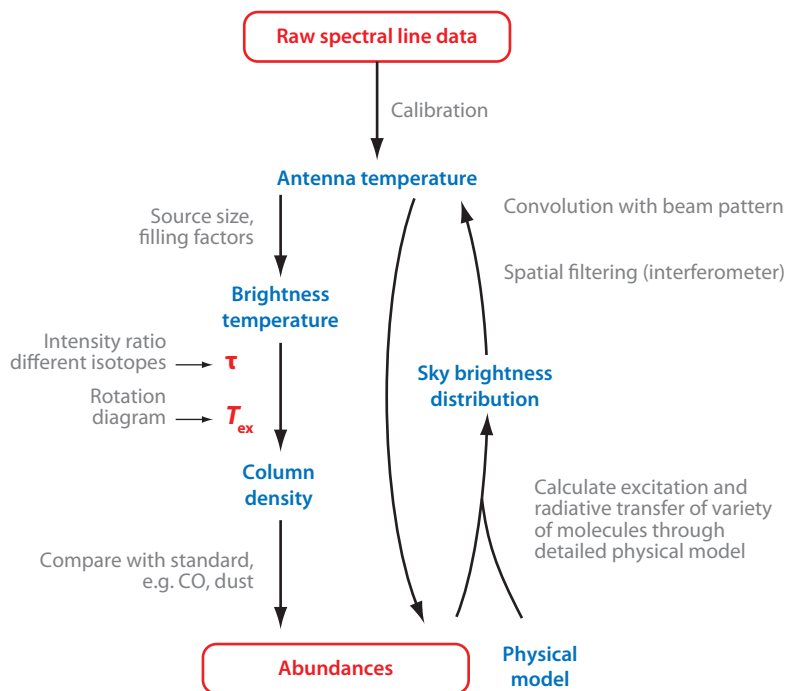 Raw spectral line data
Calibration
Antenna temperature
Source size,
filling factors
Convolution with beam pattern
Spatial filtering (interferometer)
Brightness
temperature
Intensity ratio
different isotopes
τ
Rotation
diagram
Tex
Sky brightness
distribution
Column
density
Calculate excitation and
radiative transfer of variety
of molecules through
detailed physical model
Compare with standard,
e.g. CO, dust
Abundances
Physical
model